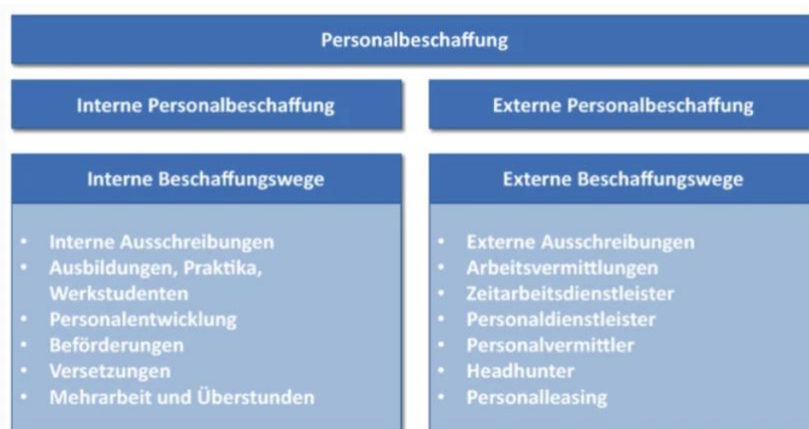 Personalbeschaffung
Interne Personalbeschaffung
Externe Personalbeschaffung
Interne Beschaffungswege
• Interne Ausschreibungen
• Ausbildungen, Praktika,
Werkstudenten
• Personalentwicklung
• Beförderungen
• Versetzungen
• Mehrarbeit und Überstunden
Externe Beschaffungswege
• Externe Ausschreibungen
• Arbeitsvermittlungen
• Zeitarbeitsdienstleister
• Personaldienstleister
• Personalvermittler
• Headhunter
• Personalleasing